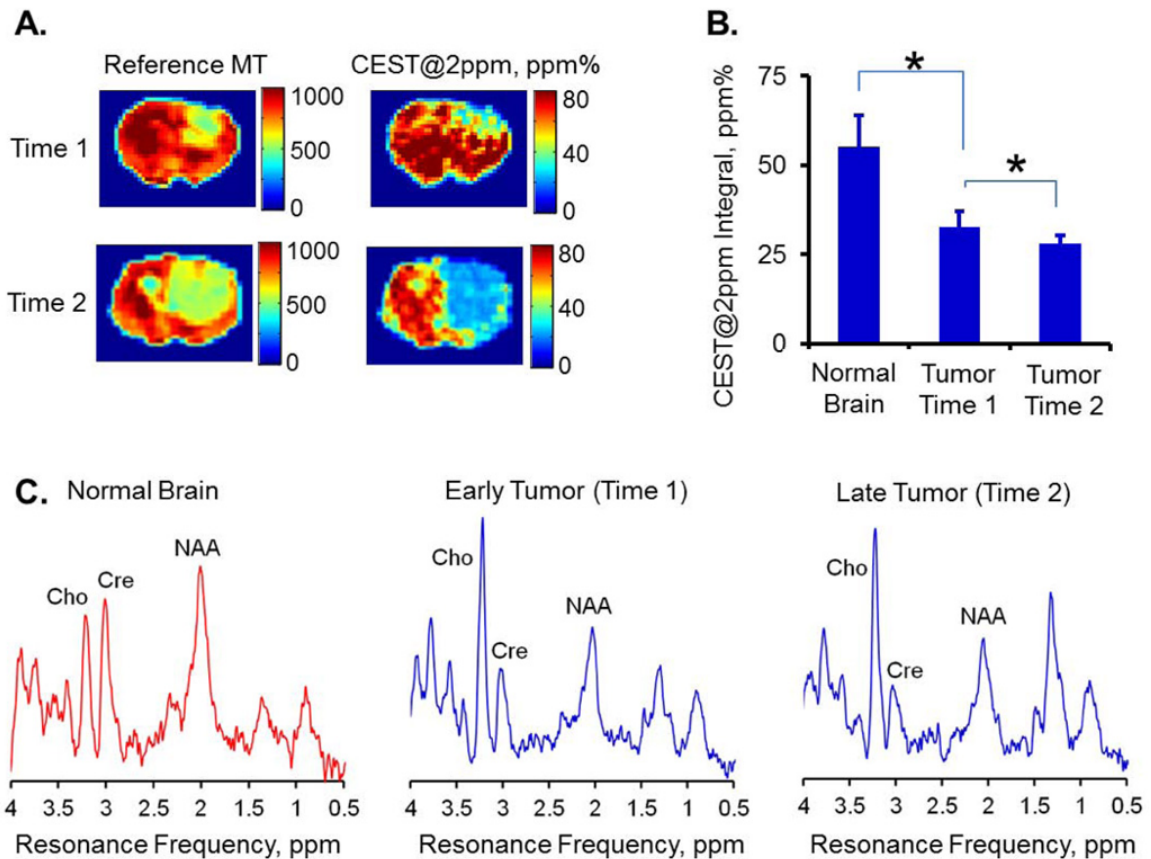 A.
Reference MT
CEST@2ppm, ppm%
Time 1
1000
500
0
80
40
0
Time 2
1000
500
0
80
40
0
B.
CEST@2ppm Integral, ppm%
75
50
25
0
*
*
Normal
Brain
Tumor
Time 1
Tumor
Time 2
C.
Normal Brain
Cho
Cre
NAA
4 3.5 3 2.5 2 1.5 1 0.5
Resonance Frequency, ppm
Early Tumor (Time 1)
Cho
Cre
NAA
4 3.5 3 2.5 2 1.5 1 0.5
Resonance Frequency, ppm
Late Tumor (Time 2)
Cho
Cre
NAA
4 3.5 3 2.5 2 1.5 1 0.5
Resonance Frequency, ppm